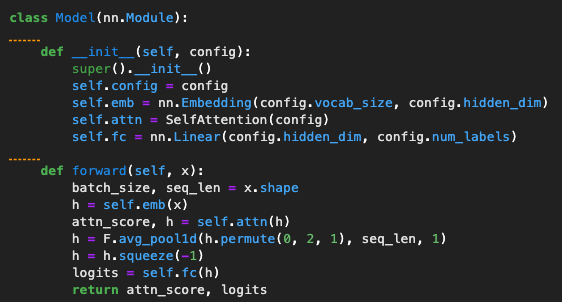 class Model(nn.Module):
    def __init__(self, config):
        super().__init__()
        self.config = config
        self.emb = nn.Embedding(config.vocab_size, config.hidden_dim)
        self.attn = SelfAttention(config)
        self.fc = nn.Linear(config.hidden_dim, config.num_labels)
    def forward(self, x):
        batch_size, seq_len = x.shape
        h = self.emb(x)
        attn_score, h = self.attn(h)
        h = F.avg_pool1d(h.permute(0, 2, 1), seq_len, 1)
        h = h.squeeze(-1)
        logits = self.fc(h)
        return attn_score, logits